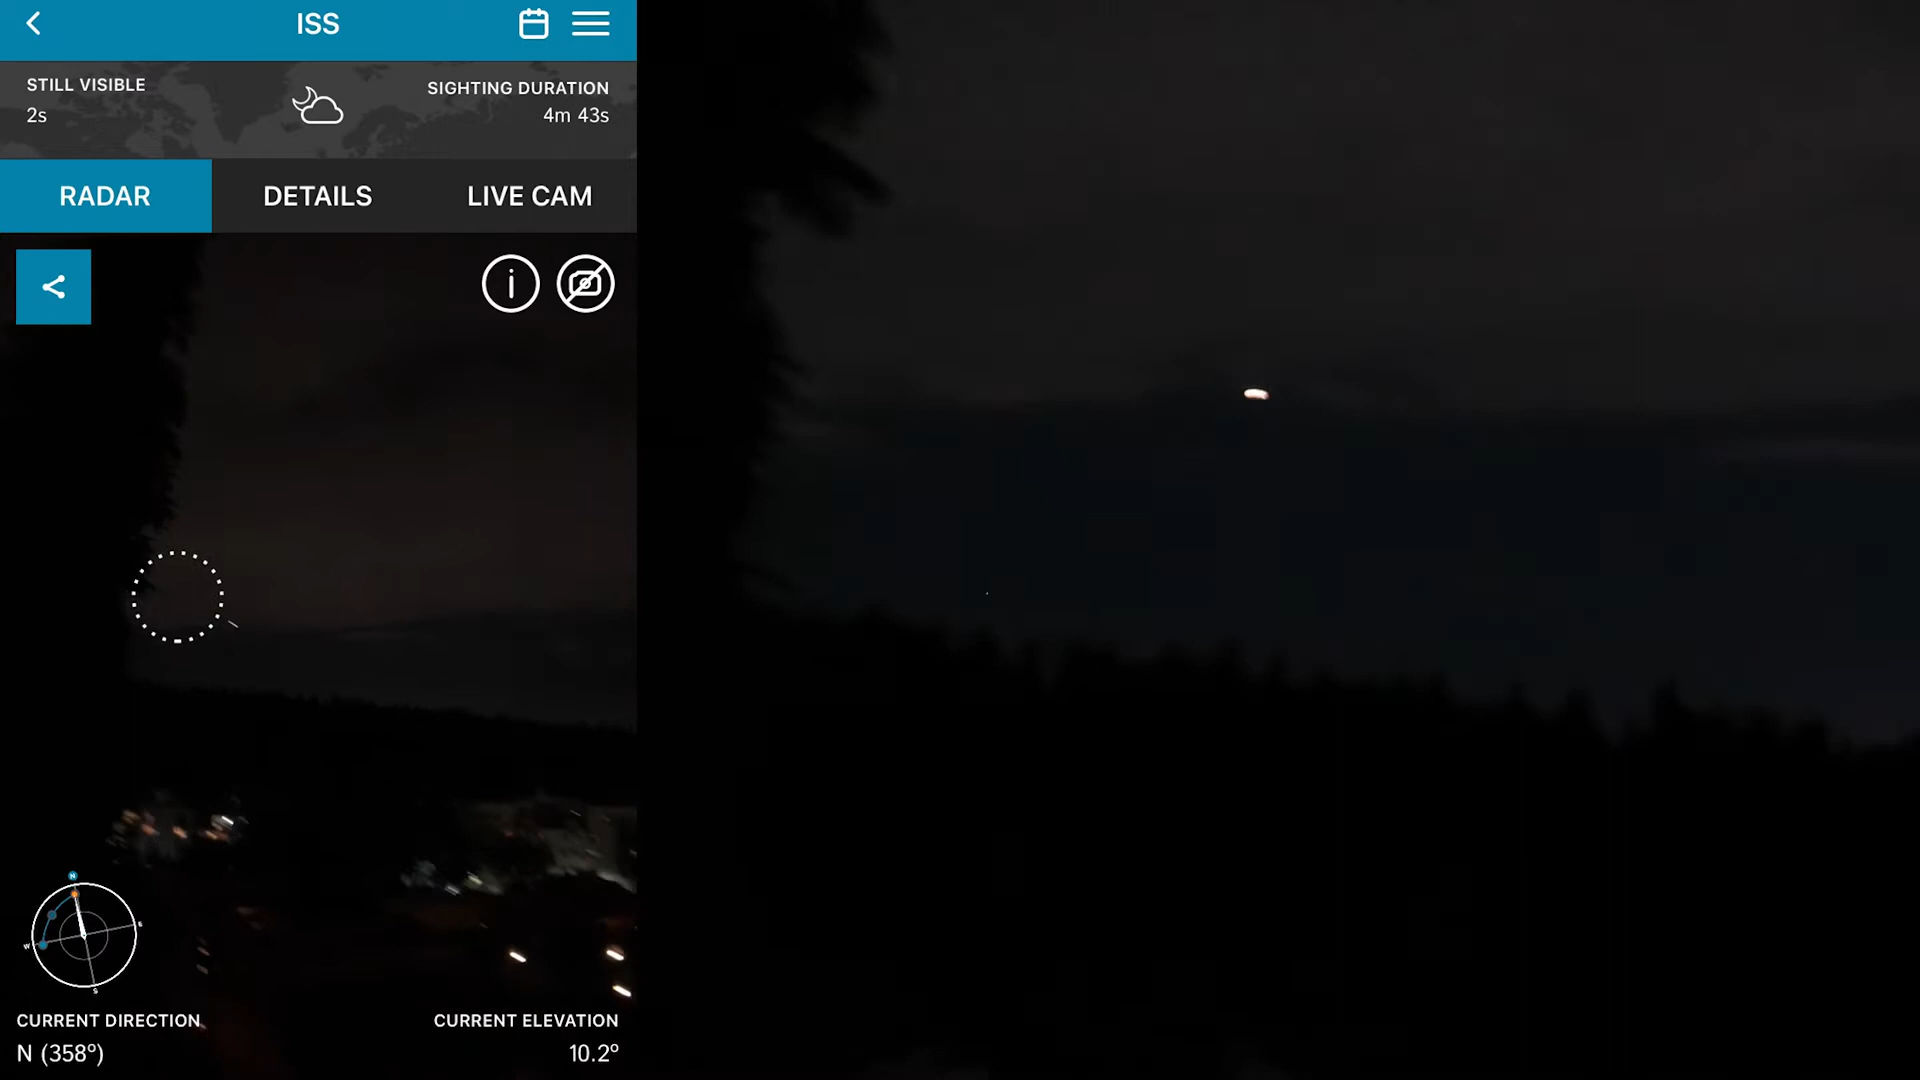 ISS
STILL VISIBLE
2s
SIGHTING DURATION
4m 43s
RADAR
DETAILS
LIVE CAM
N
E
W
S
CURRENT DIRECTION
N (358°)
CURRENT ELEVATION
10.2°